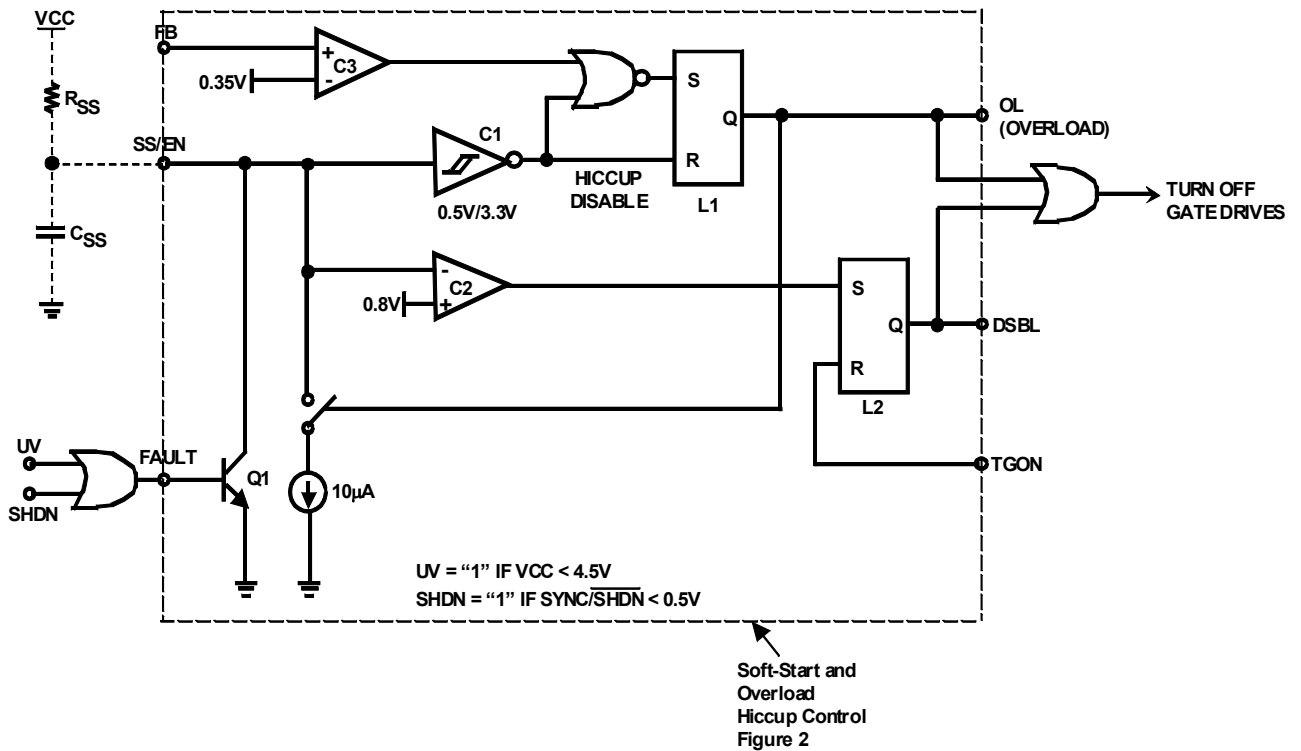 VCC
FB
+
C3
-
0.35V
S
Q
R
L1
OL
(OVERLOAD)
RSS
SS/EN
C1
0.5V/3.3V
HICCUP
DISABLE
TURN OFF
GATE DRIVES
CSS
-
C2
+
0.8V
S
Q
R
L2
DSBL
UV
SHDN
FAULT
Q1
10µA
TGON
UV = “1” IF VCC < 4.5V
SHDN = “1” IF SYNC/SHDN < 0.5V
Soft-Start and
Overload
Hiccup Control
Figure 2